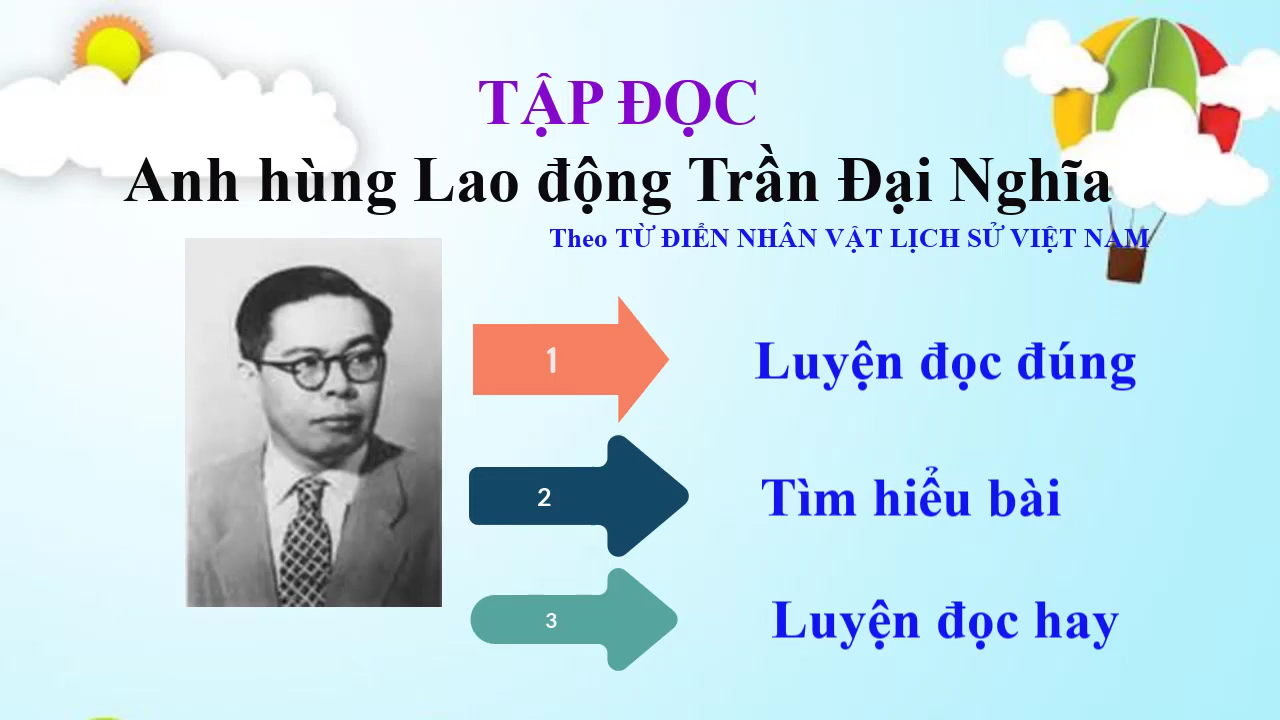 TẬP ĐỌC
Anh hùng Lao động Trần Đại Nghĩa
Theo TỪ ĐIỂN NHÂN VẬT LỊCH SỬ VIỆT NAM
1
Luyện đọc đúng
2
Tìm hiểu bài
3
Luyện đọc hay